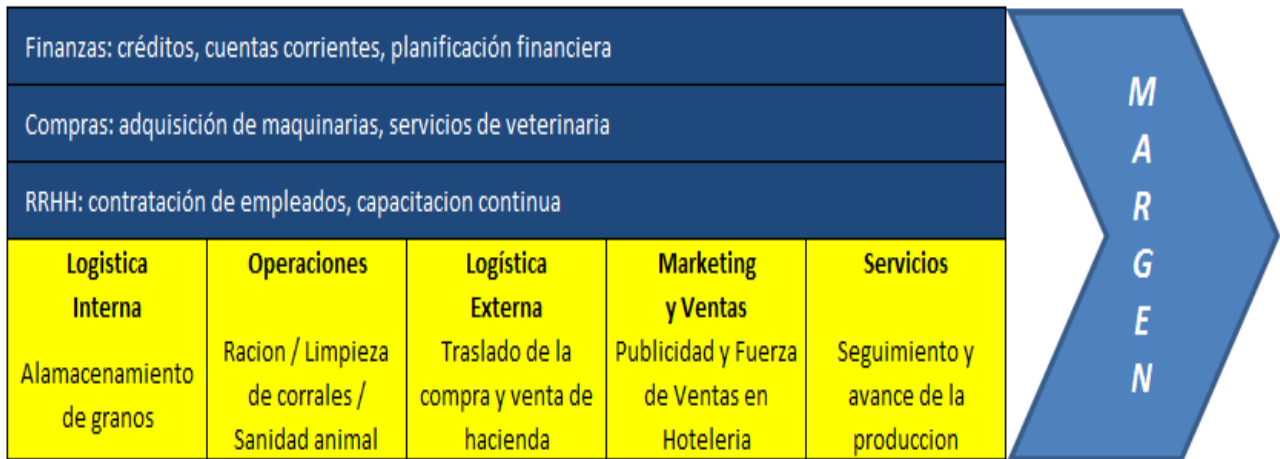 Finanzas: créditos, cuentas corrientes, planificación financiera
Compras: adquisición de maquinarias, servicios de veterinaria
RRHH: contratación de empleados, capacitacion continua
Logistica
Interna
Alamacenamiento
de granos
Operaciones
Racion / Limpieza
de corrales /
Sanidad animal
Logística
Externa
Traslado de la
compra y venta de
hacienda
Marketing
y Ventas
Publicidad y Fuerza
de Ventas en
Hoteleria
Servicios
Seguimiento y
avance de la
produccion
M
A
R
G
E
N